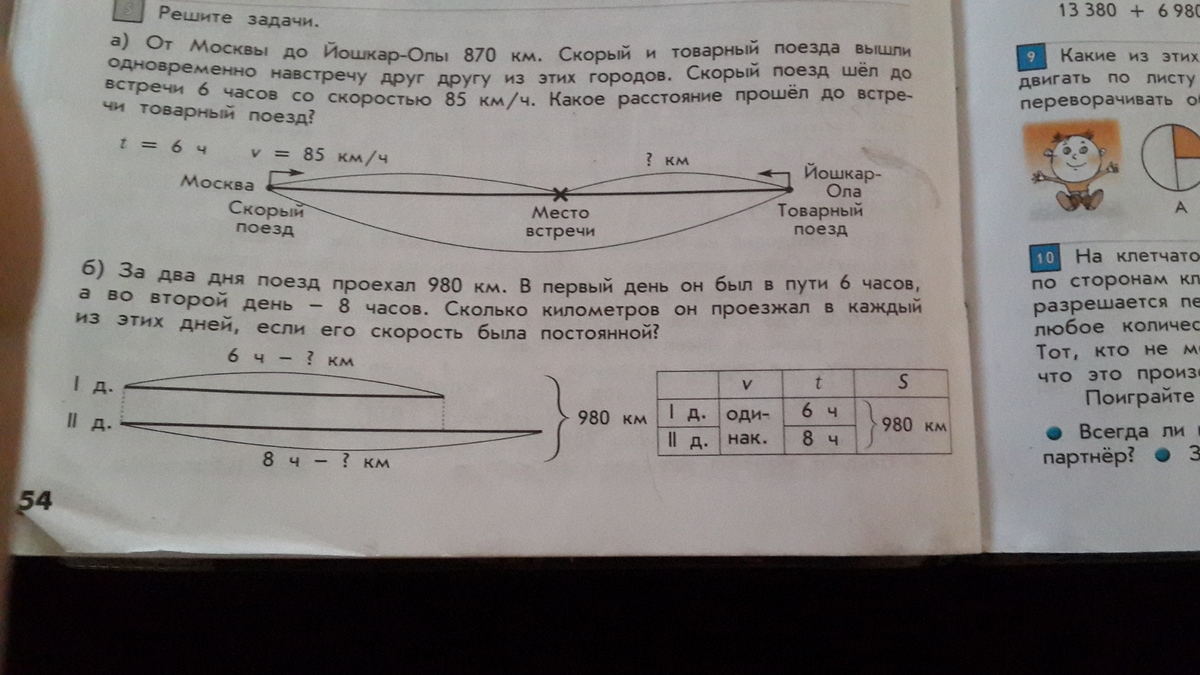 Решите задачи.
а) От Москвы до Йошкар-Олы 870 км. Скорый и товарный поезда вышли
одновременно навстречу друг другу из этих городов. Скорый поезд шёл до
встречи 6 часов со скоростью 85 км/ч. Какое расстояние прошёл до встре-
чи товарный поезд?
t = 6 ч v = 85 км/ч
? км
Москва
Йошкар-
Ола
Скорый
поезд
Место
встречи
Товарный
поезд
б) За два дня поезд проехал 980 км. В первый день он был в пути 6 часов,
а во второй день – 8 часов. Сколько километров он проезжал в каждый
из этих дней, если его скорость была постоянной?
6 ч – ? км
I д.
II д.
980 км
8 ч – ? км
v t S
I д. оди- 6 ч
980 км
II д. нак. 8 ч
54
13 380 + 6 980
9 Какие из этих
двигать по листу
переворачивать
А
10 На
по сторонам
разрешается
любое
Тот, кто не
что это
Поиграйте
Всегда ли
партнёр?